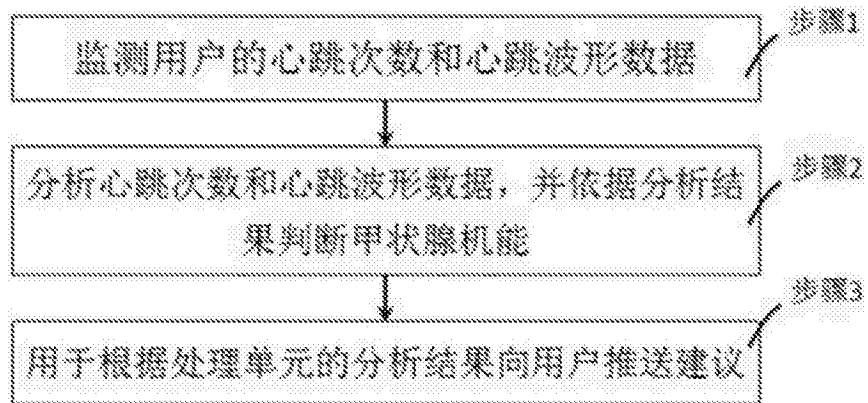 步骤1
监测用户的心跳次数和心跳波形数据
步骤2
分析心跳次数和心跳波形数据，并依据分析结
果判断甲状腺机能
步骤3
用于根据处理单元的分析结果向用户推送建议